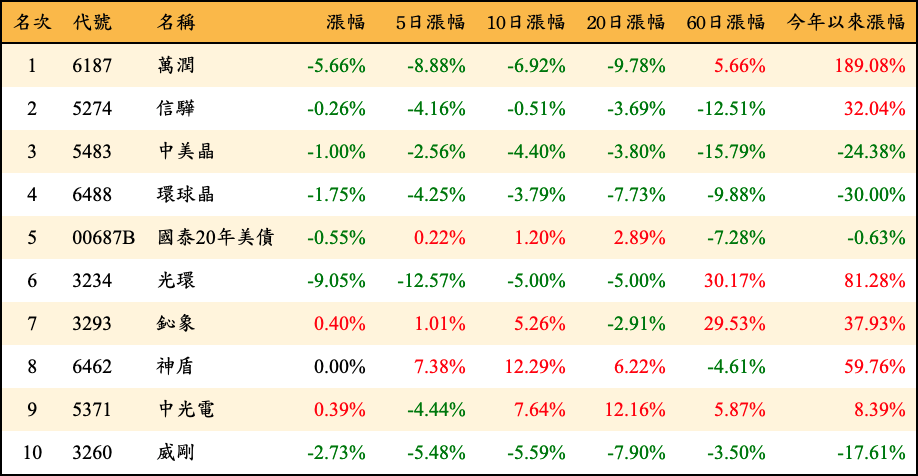 名次 代號 名稱 漲幅 5日漲幅 10日漲幅 20日漲幅 60日漲幅 今年以來漲幅
1 6187 萬潤 -5.66% -8.88% -6.92% -9.78% 5.66% 189.08%
2 5274 信驊 -0.26% -4.16% -0.51% -3.69% -12.51% 32.04%
3 5483 中美晶 -1.00% -2.56% -4.40% -3.80% -15.79% -24.38%
4 6488 環球晶 -1.75% -4.25% -3.79% -7.73% -9.88% -30.00%
5 00687B 國泰20年美債 -0.55% 0.22% 1.20% 2.89% -7.28% -0.63%
6 3234 光環 -9.05% -12.57% -5.00% -5.00% 30.17% 81.28%
7 3293 鈊象 0.40% 1.01% 5.26% -2.91% 29.53% 37.93%
8 6462 神盾 0.00% 7.38% 12.29% 6.22% -4.61% 59.76%
9 5371 中光電 0.39% -4.44% 7.64% 12.16% 5.87% 8.39%
10 3260 威剛 -2.73% -5.48% -5.59% -7.90% -3.50% -17.61%